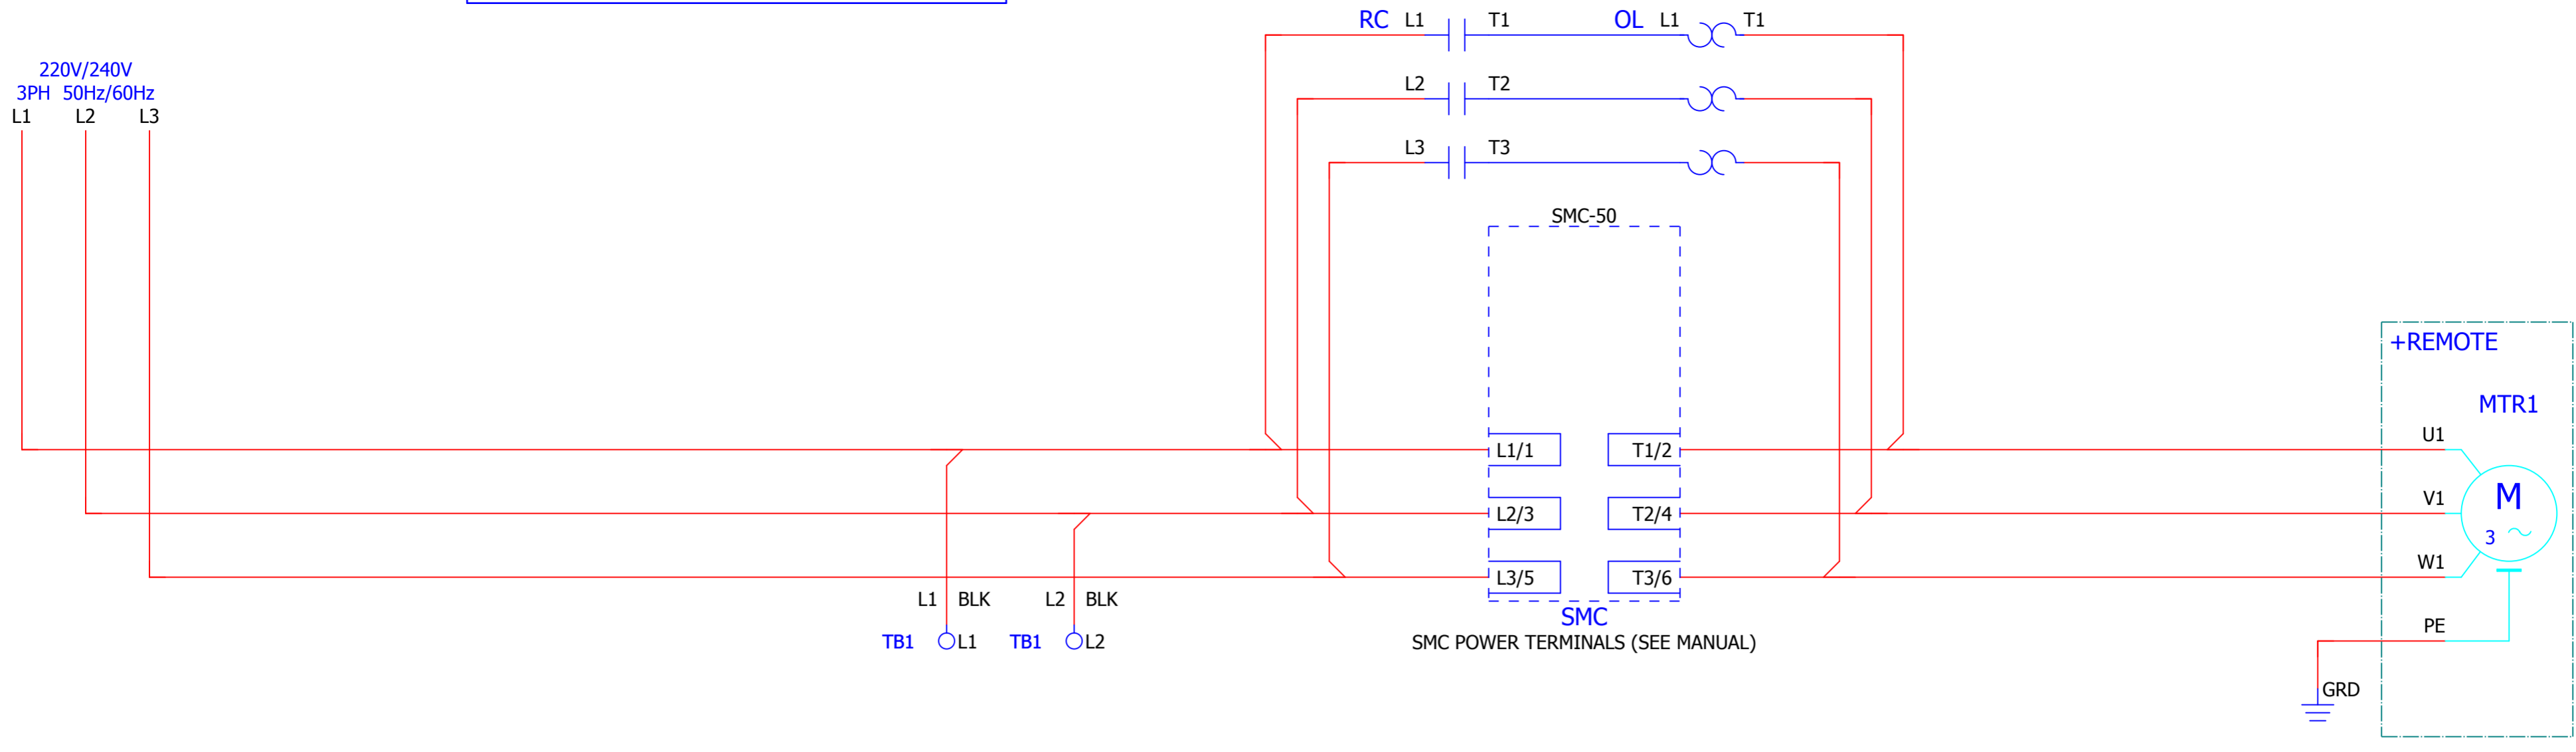 RC L1 T1 OL L1 T1
220V/240V
3PH 50Hz/60Hz
L1 L2 L3
L2 T2
L3 T3
SMC-50
+REMOTE
MTR1
U1
L1/1 T1/2
V1
M
3
L2/3 T2/4
W1
L3/5 T3/6
L1 BLK L2 BLK
SMC
PE
TB1 L1 TB1 L2
SMC POWER TERMINALS (SEE MANUAL)
GRD